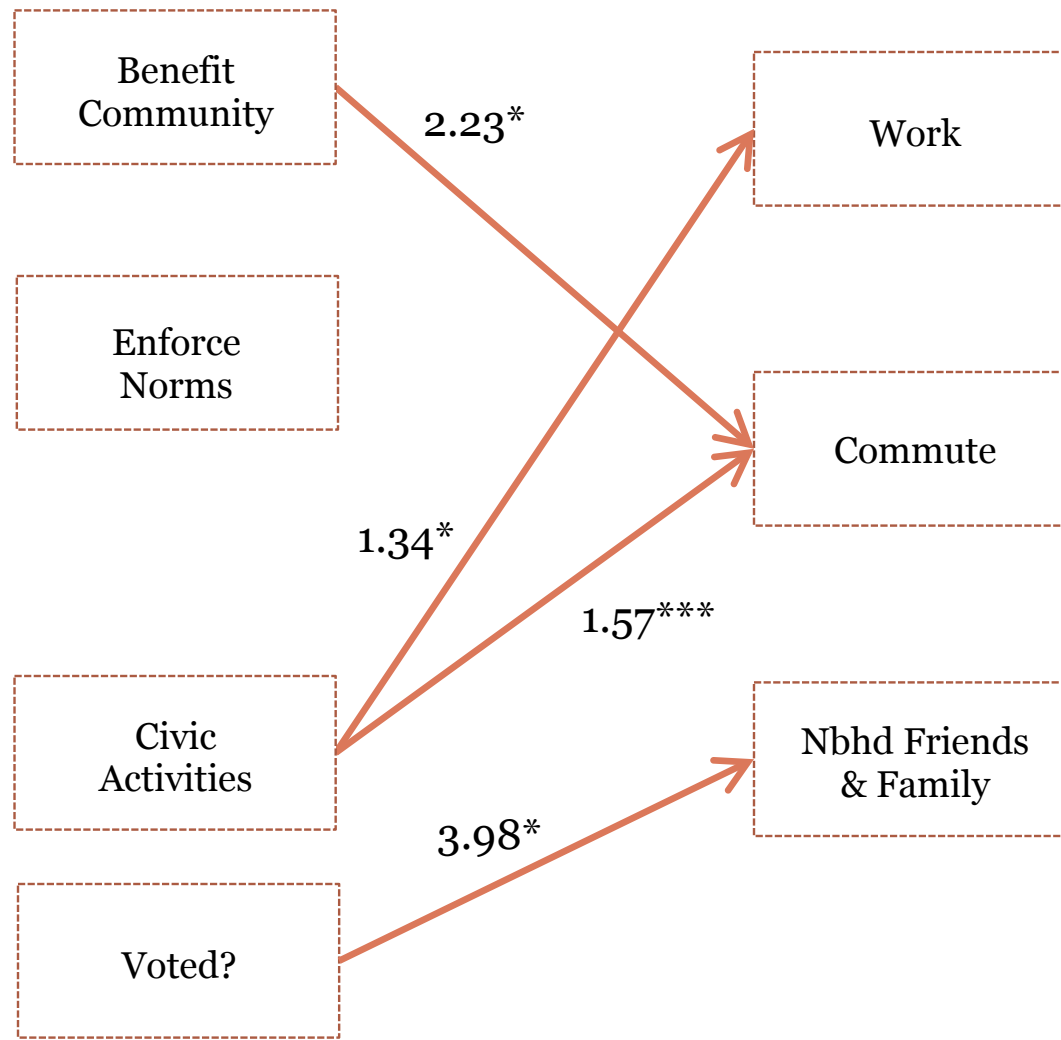 Benefit
Community
2.23*
Work
Enforce
Norms
Commute
1.34*
1.57***
Civic
Activities
Nbhd Friends
& Family
3.98*
Voted?